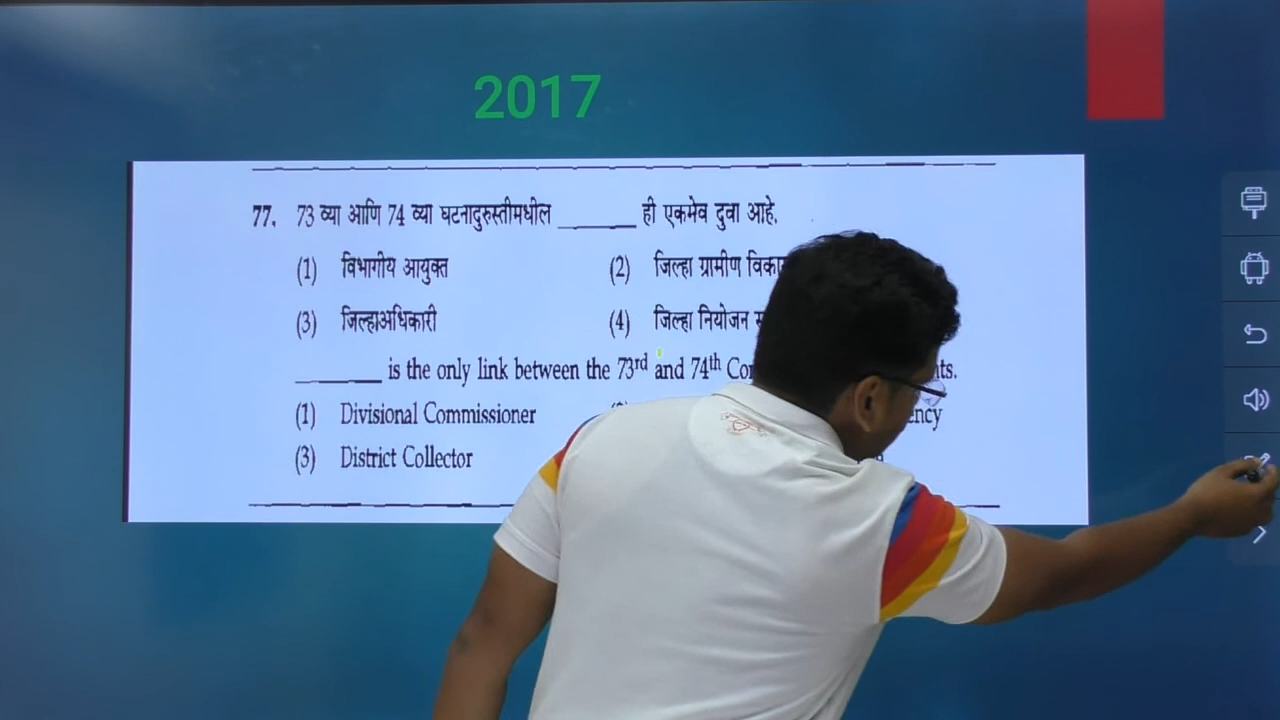 2017
77. 73 व्या आणि 74 व्या घटनादुरुस्तीमधील ______ ही एकमेव दुवा आहे.
(1) विभागीय आयुक्त (2) जिल्हा ग्रामीण
(3) जिल्हाअधिकारी (4) जिल्हा नियोजन
______ is the only link between the 73rd and 74th
(1) Divisional Commissioner
(3) District Collector